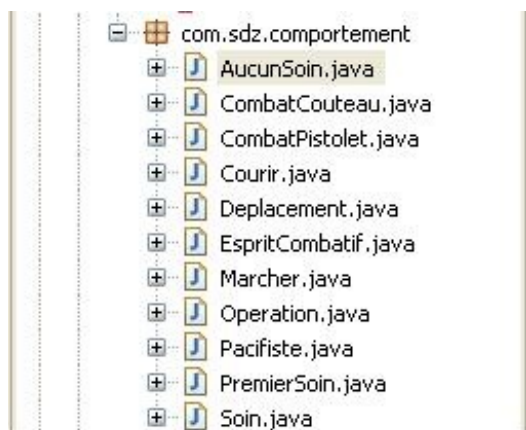 com.sdz.comportement
AucunSoin.java
CombatCouteau.java
CombatPistolet.java
Courir.java
Deplacement.java
EspritCombatif.java
Marcher.java
Operation.java
Pacifiste.java
PremierSoin.java
Soin.java